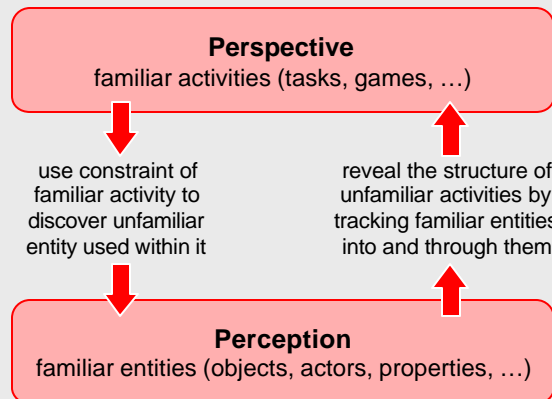 Perspective
familiar activities (tasks, games, …)
use constraint of
familiar activity to
discover unfamiliar
entity used within it
reveal the structure of
unfamiliar activities by
tracking familiar entities
into and through them
Perception
familiar entities (objects, actors, properties, …)